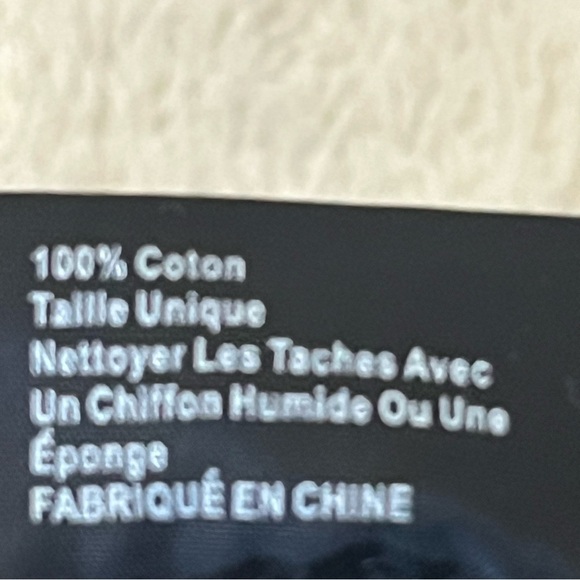 100% Coton
Taille Unique
Nettoyer Les Taches Avec
Un Chiffon Humide Ou Une
Éponge
FABRIQUÉ EN CHINE